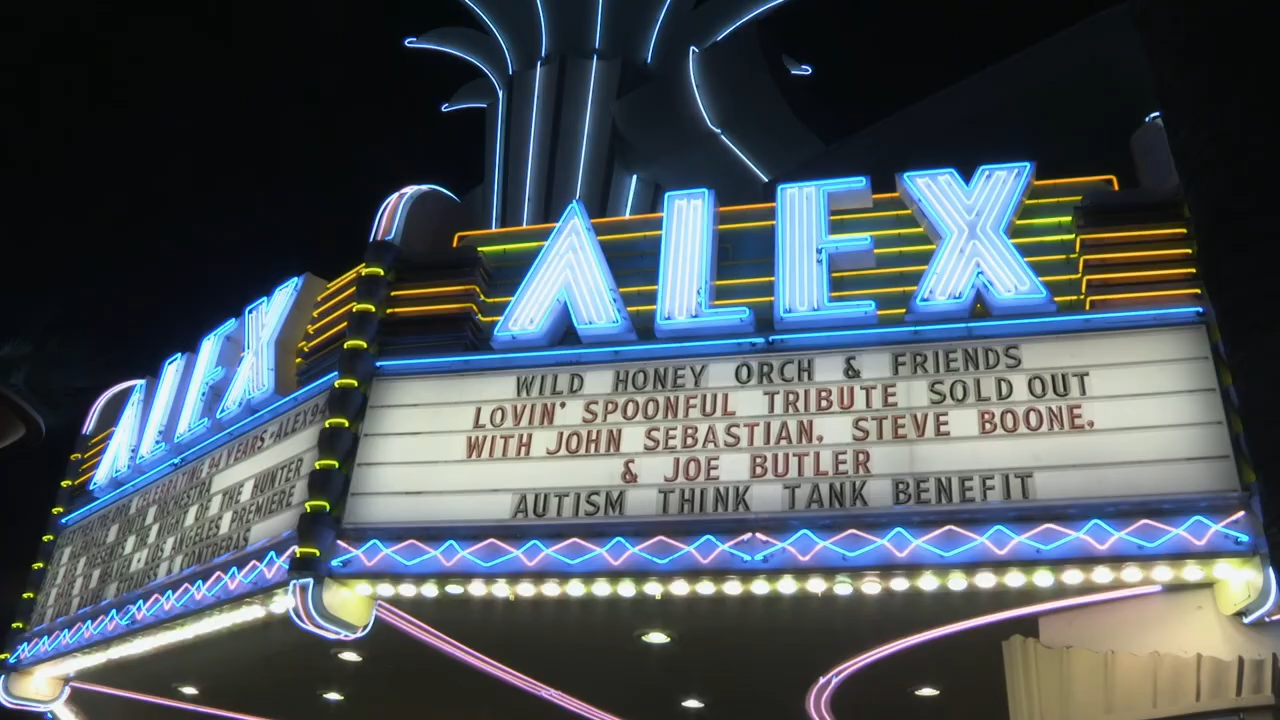 ALEX
WILD HONEY ORCH & FRIENDS
LOVIN' SPOONFUL TRIBUTE SOLD OUT
WITH JOHN SEBASTIAN, STEVE BOONE,
& JOE BUTLER
AUTISM THINK TANK BENEFIT
ALEX
CELEBRATING 94 YEARS-ALEX94
ORCHESTRA
NIGHT OF THE HUNTER
LOS ANGELES PREMIERE
CONTRERAS